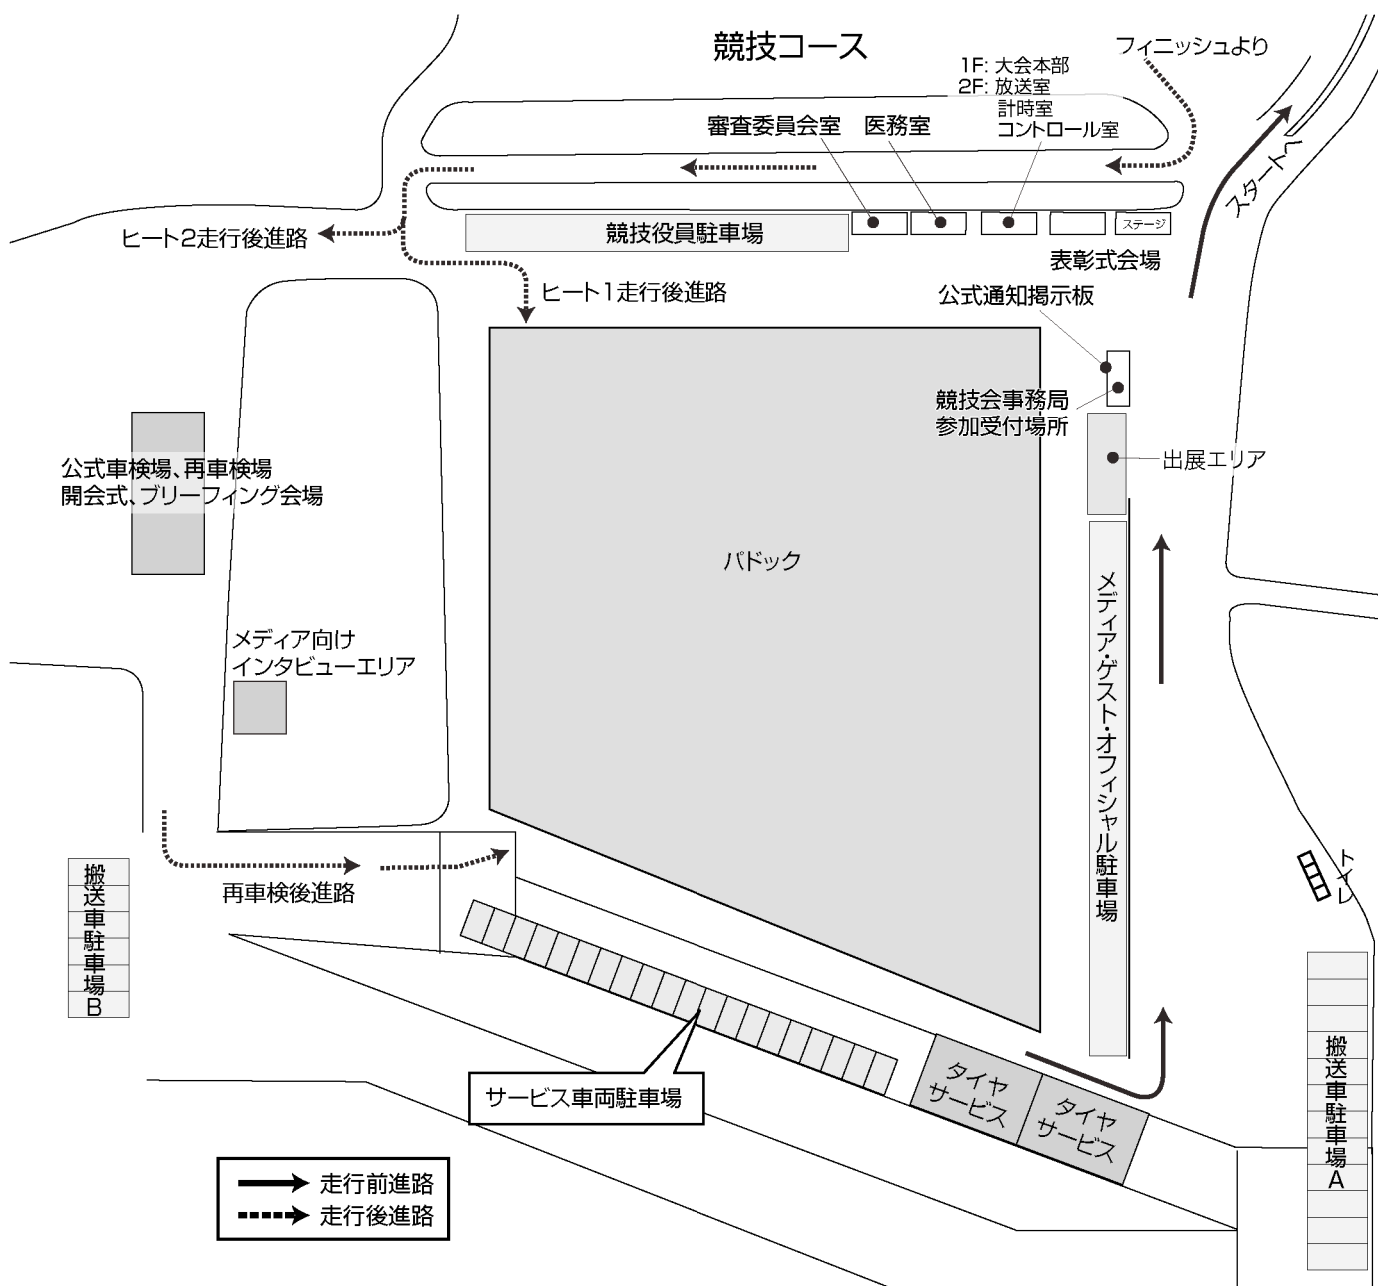 競技コース
フィニッシュより
1F: 大会本部
2F: 放送室
計時室
コントロール室
審査委員会室
医務室
スタートへ
ヒート2走行後進路
競技役員駐車場
ステージ
表彰式会場
ヒート1走行後進路
公式通知掲示板
競技会事務局
参加受付場所
出展エリア
公式車検場、再車検場
開会式、ブリーフィング会場
パドック
メディア・ゲスト・オフィシャル駐車場
メディア向け
インタビューエリア
再車検後進路
搬送車駐車場B
トイレ
搬送車駐車場A
サービス車両駐車場
タイヤ
サービス
タイヤ
サービス
走行前進路
走行後進路